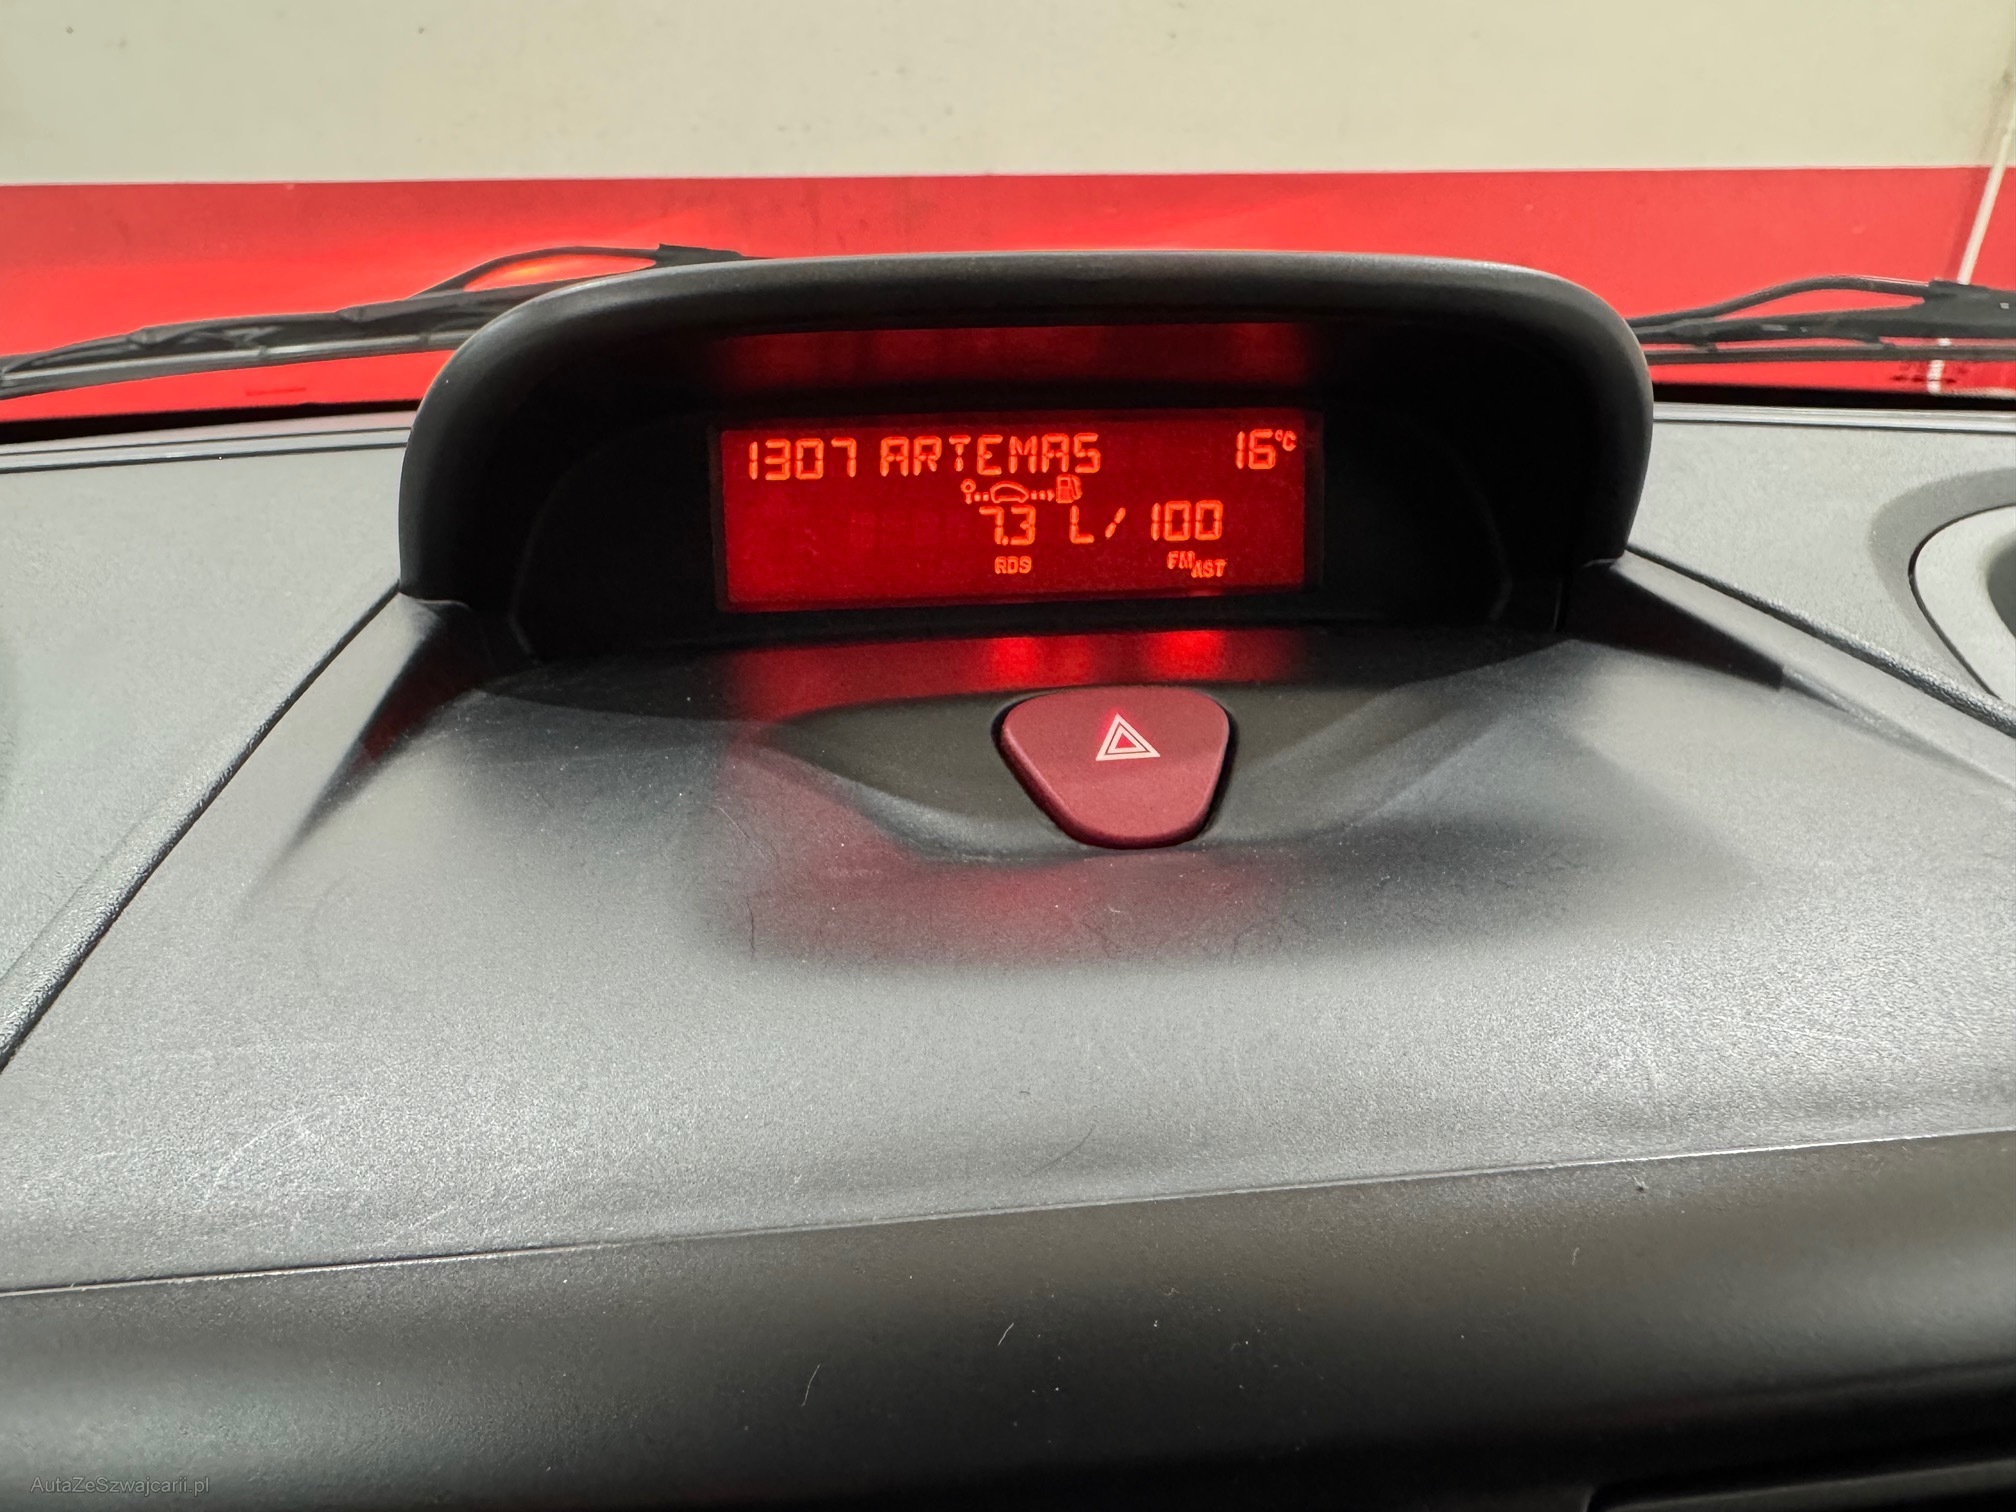 1307 ARTEMAS 16°C
7.3 L/100
RDS FM AST
AutaZeSzwajcarii.pl